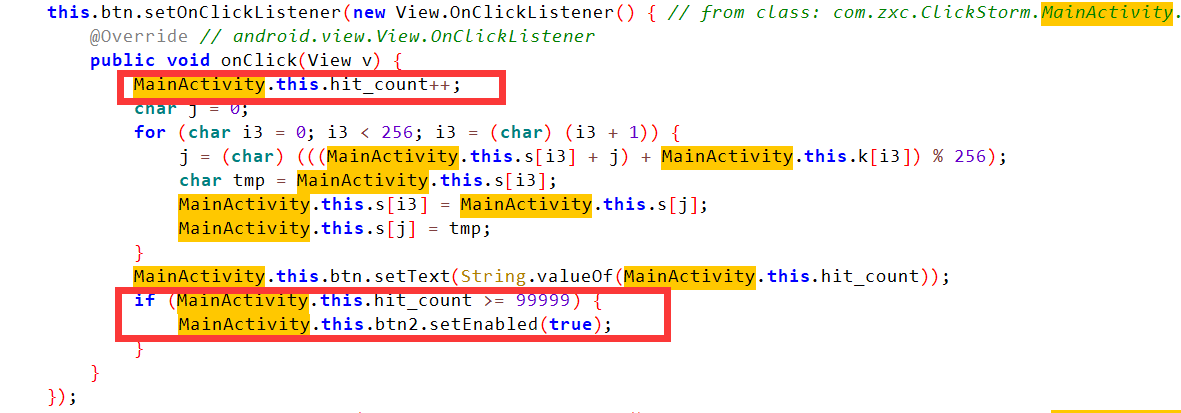 this.btn.setOnClickListener(new View.OnClickListener() { // from class: com.zxc.ClickStorm.MainActivity.
@Override // android.view.View.OnClickListener
public void onClick(View v) {
MainActivity.this.hit_count++;
char j = 0;
for (char i3 = 0; i3 < 256; i3 = (char) (i3 + 1)) {
j = (char) (((MainActivity.this.s[i3] + j) + MainActivity.this.k[i3]) % 256);
char tmp = MainActivity.this.s[i3];
MainActivity.this.s[i3] = MainActivity.this.s[j];
MainActivity.this.s[j] = tmp;
}
MainActivity.this.btn.setText(String.valueOf(MainActivity.this.hit_count));
if (MainActivity.this.hit_count >= 99999) {
MainActivity.this.btn2.setEnabled(true);
}
}
});